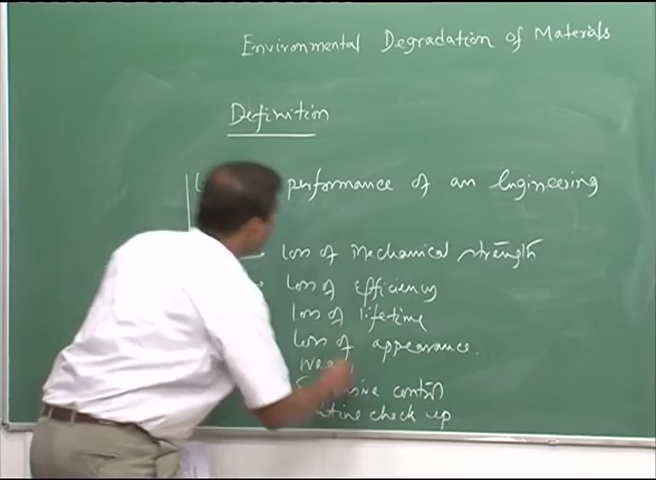 Environmental Degradation of Materials
Definition
performance of an Engineering
loss of mechanical strength
loss of efficiency
loss of lifetime
loss of appearance.
check up